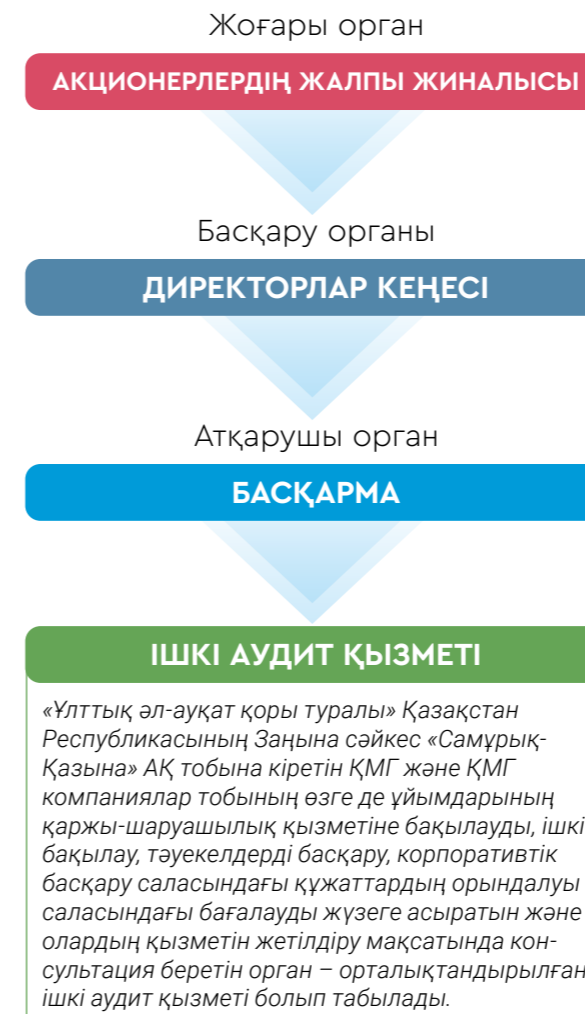 Жоғары орган
АКЦИОНЕРЛЕРДІҢ ЖАЛПЫ ЖИНАЛЫСЫ
Басқару органы
ДИРЕКТОРЛАР КЕҢЕСІ
Атқарушы орган
БАСҚАРМА
ІШКІ АУДИТ ҚЫЗМЕТІ
«Ұлттық әл-ауқат қоры туралы» Қазақстан
Республикасының Заңына сәйкес «Самұрық-
Қазына» АҚ тобына кіретін ҚМГ және ҚМГ
компаниялар тобының өзге де ұйымдарының
қаржы-шаруашылық қызметіне бақылауды, ішкі
бақылау, тәуекелдерді басқару, корпоративтік
басқару саласындағы құжаттардың орындалуы
саласындағы бағалауды жүзеге асыратын және
олардың қызметін жетілдіру мақсатында кон-
сультация беретін орган – орталықтандырылған
ішкі аудит қызметі болып табылады.